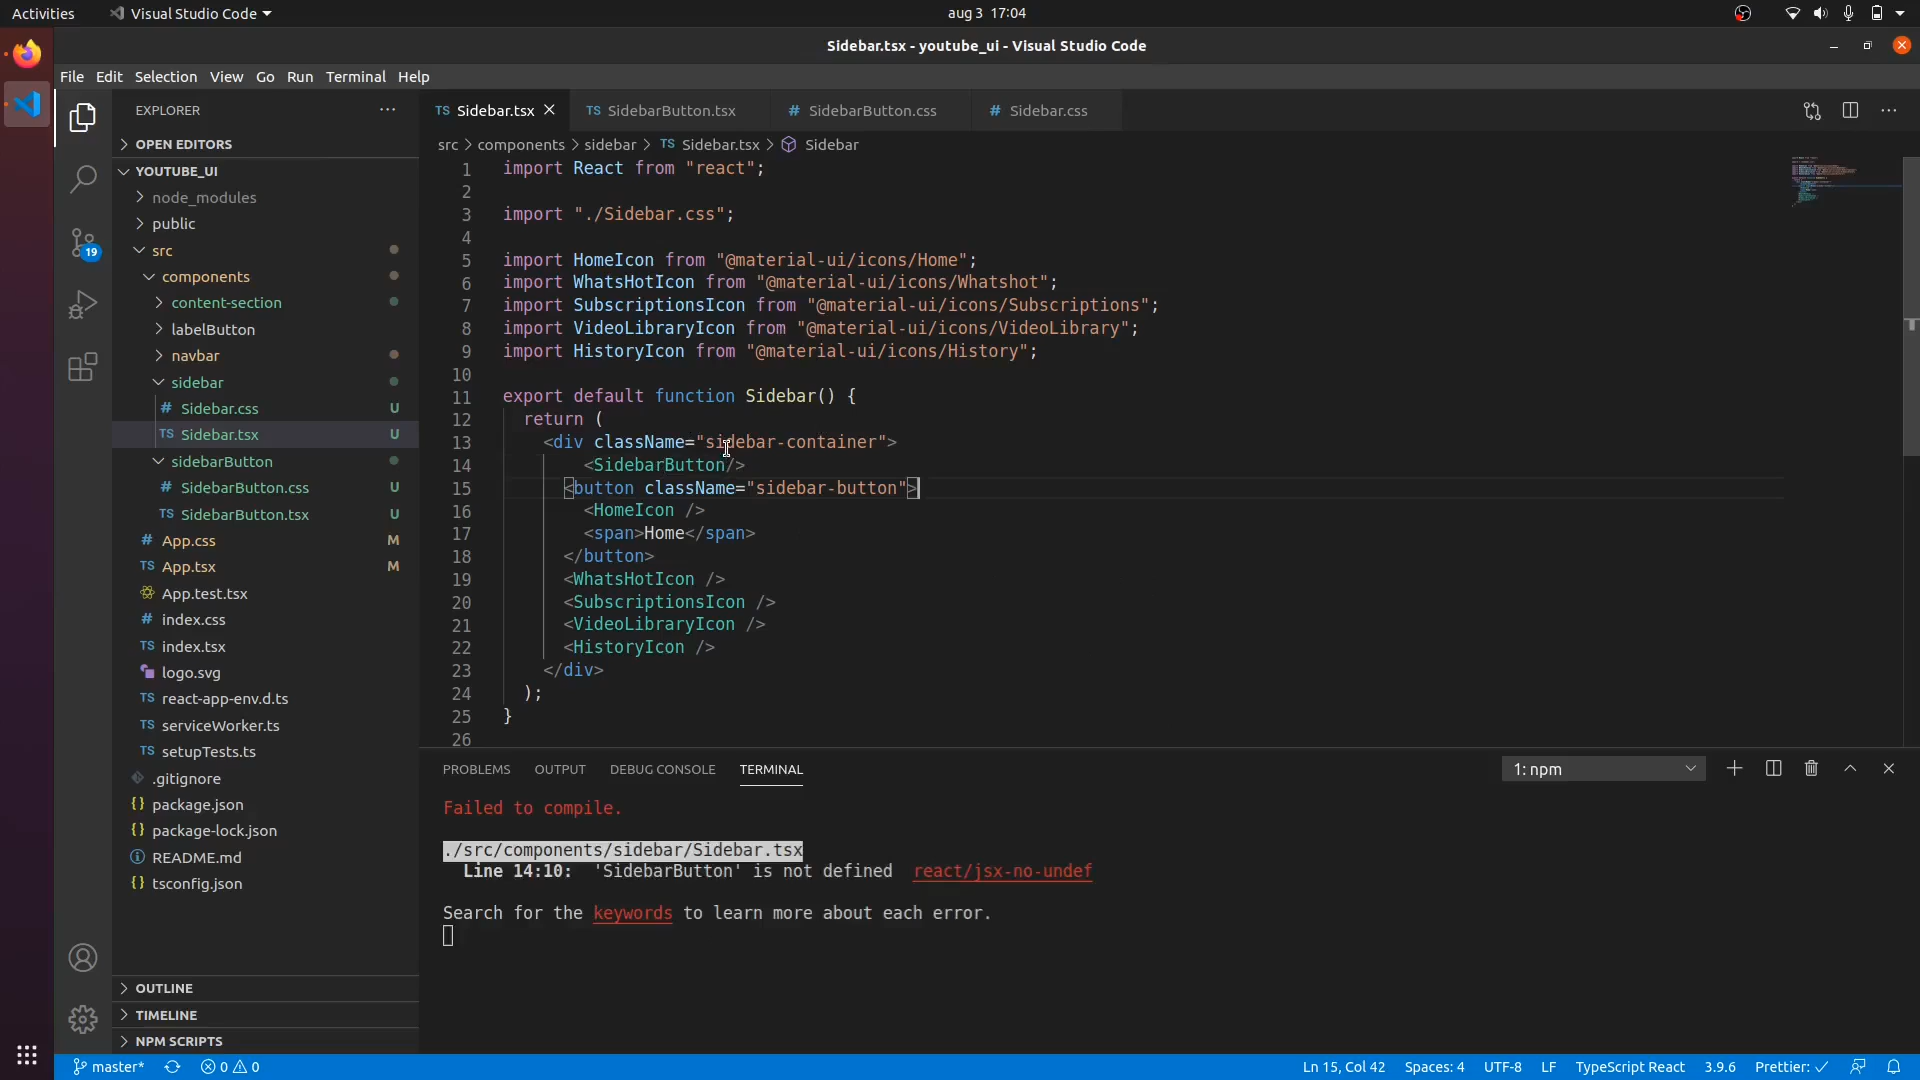 Activities
Visual Studio Code
aug 3 17:04
Sidebar.tsx - youtube_ui - Visual Studio Code
File Edit Selection View Go Run Terminal Help
EXPLORER
OPEN EDITORS
YOUTUBE_UI
node_modules
public
src
components
content-section
labelButton
navbar
sidebar
# Sidebar.css U
TS Sidebar.tsx U
sidebarButton
# SidebarButton.css U
TS SidebarButton.tsx U
# App.css M
TS App.tsx M
App.test.tsx
# index.css
TS index.tsx
logo.svg
TS react-app-env.d.ts
TS serviceWorker.ts
TS setupTests.ts
.gitignore
{} package.json
{} package-lock.json
README.md
{} tsconfig.json
OUTLINE
TIMELINE
NPM SCRIPTS
19
TS Sidebar.tsx
TS SidebarButton.tsx
# SidebarButton.css
# Sidebar.css
src > components > sidebar > TS Sidebar.tsx > Sidebar
1 import React from "react";
2
3 import "./Sidebar.css";
4
5 import HomeIcon from "@material-ui/icons/Home";
6 import WhatsHotIcon from "@material-ui/icons/Whatshot";
7 import SubscriptionsIcon from "@material-ui/icons/Subscriptions";
8 import VideoLibraryIcon from "@material-ui/icons/VideoLibrary";
9 import HistoryIcon from "@material-ui/icons/History";
10
11 export default function Sidebar() {
12 return (
13 <div className="sidebar-container">
14 <SidebarButton/>
15 <button className="sidebar-button">
16 <HomeIcon />
17 <span>Home</span>
18 </button>
19 <WhatsHotIcon />
20 <SubscriptionsIcon />
21 <VideoLibraryIcon />
22 <HistoryIcon />
23 </div>
24 );
25 }
26
PROBLEMS OUTPUT DEBUG CONSOLE TERMINAL
1: npm
Failed to compile.
./src/components/sidebar/Sidebar.tsx
Line 14:10: 'SidebarButton' is not defined react/jsx-no-undef
Search for the keywords to learn more about each error.
master* 0 0
Ln 15, Col 42 Spaces: 4 UTF-8 LF TypeScript React 3.9.6 Prettier: ✓